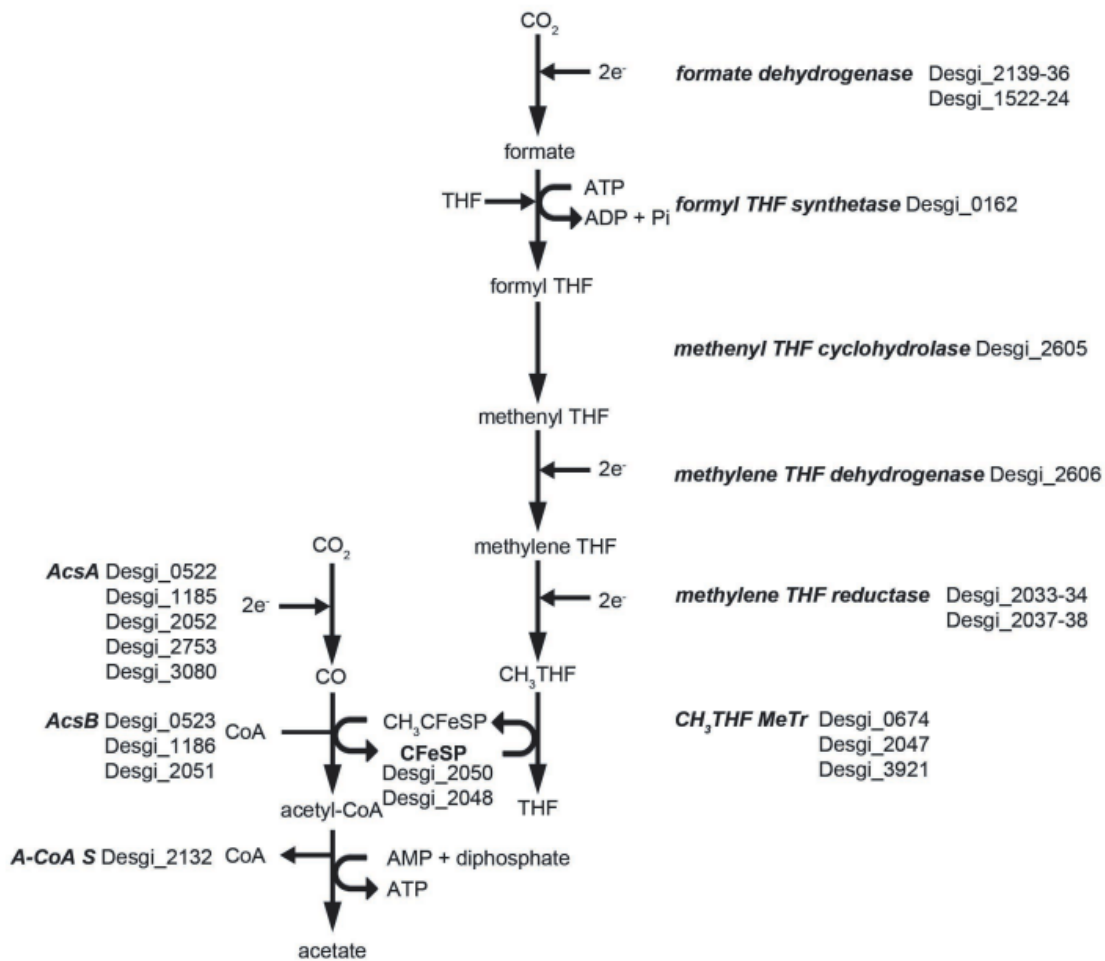 CO₂
2e⁻
formate dehydrogenase Desgi_2139-36
Desgi_1522-24
formate
THF
ATP
ADP + Pi
formyl THF synthetase Desgi_0162
formyl THF
methenyl THF cyclohydrolase Desgi_2605
methenyl THF
2e⁻
methylene THF dehydrogenase Desgi_2606
methylene THF
2e⁻
methylene THF reductase Desgi_2033-34
Desgi_2037-38
CO₂
AcsA Desgi_0522
Desgi_1185
Desgi_2052
Desgi_2753
Desgi_3080
2e⁻
CO
CH₃THF
AcsB Desgi_0523
Desgi_1186
Desgi_2051
CoA
CH₃CFeSP
CFeSP
Desgi_2050
Desgi_2048
CH₃THF MeTr Desgi_0674
Desgi_2047
Desgi_3921
acetyl-CoA
THF
A-CoA S Desgi_2132
CoA
AMP + diphosphate
ATP
acetate